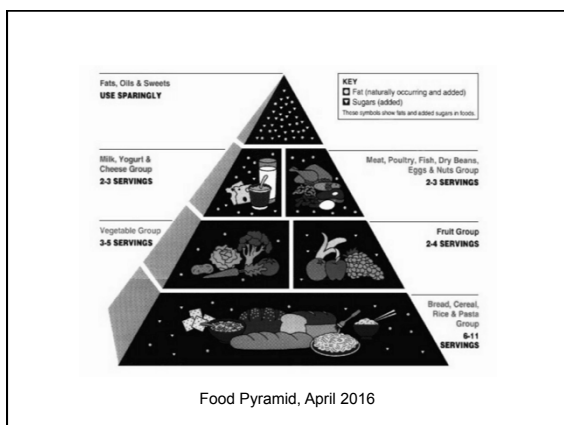 Fats, Oils & Sweets
USE SPARINGLY
KEY
Fat (naturally occurring and added)
Sugars (added)
These symbols show fats and added sugars in foods.
Milk, Yogurt &
Cheese Group
2-3 SERVINGS
Meat, Poultry, Fish, Dry Beans,
Eggs & Nuts Group
2-3 SERVINGS
Vegetable Group
3-5 SERVINGS
Fruit Group
2-4 SERVINGS
Bread, Cereal,
Rice & Pasta
Group
6-11
SERVINGS
Food Pyramid, April 2016